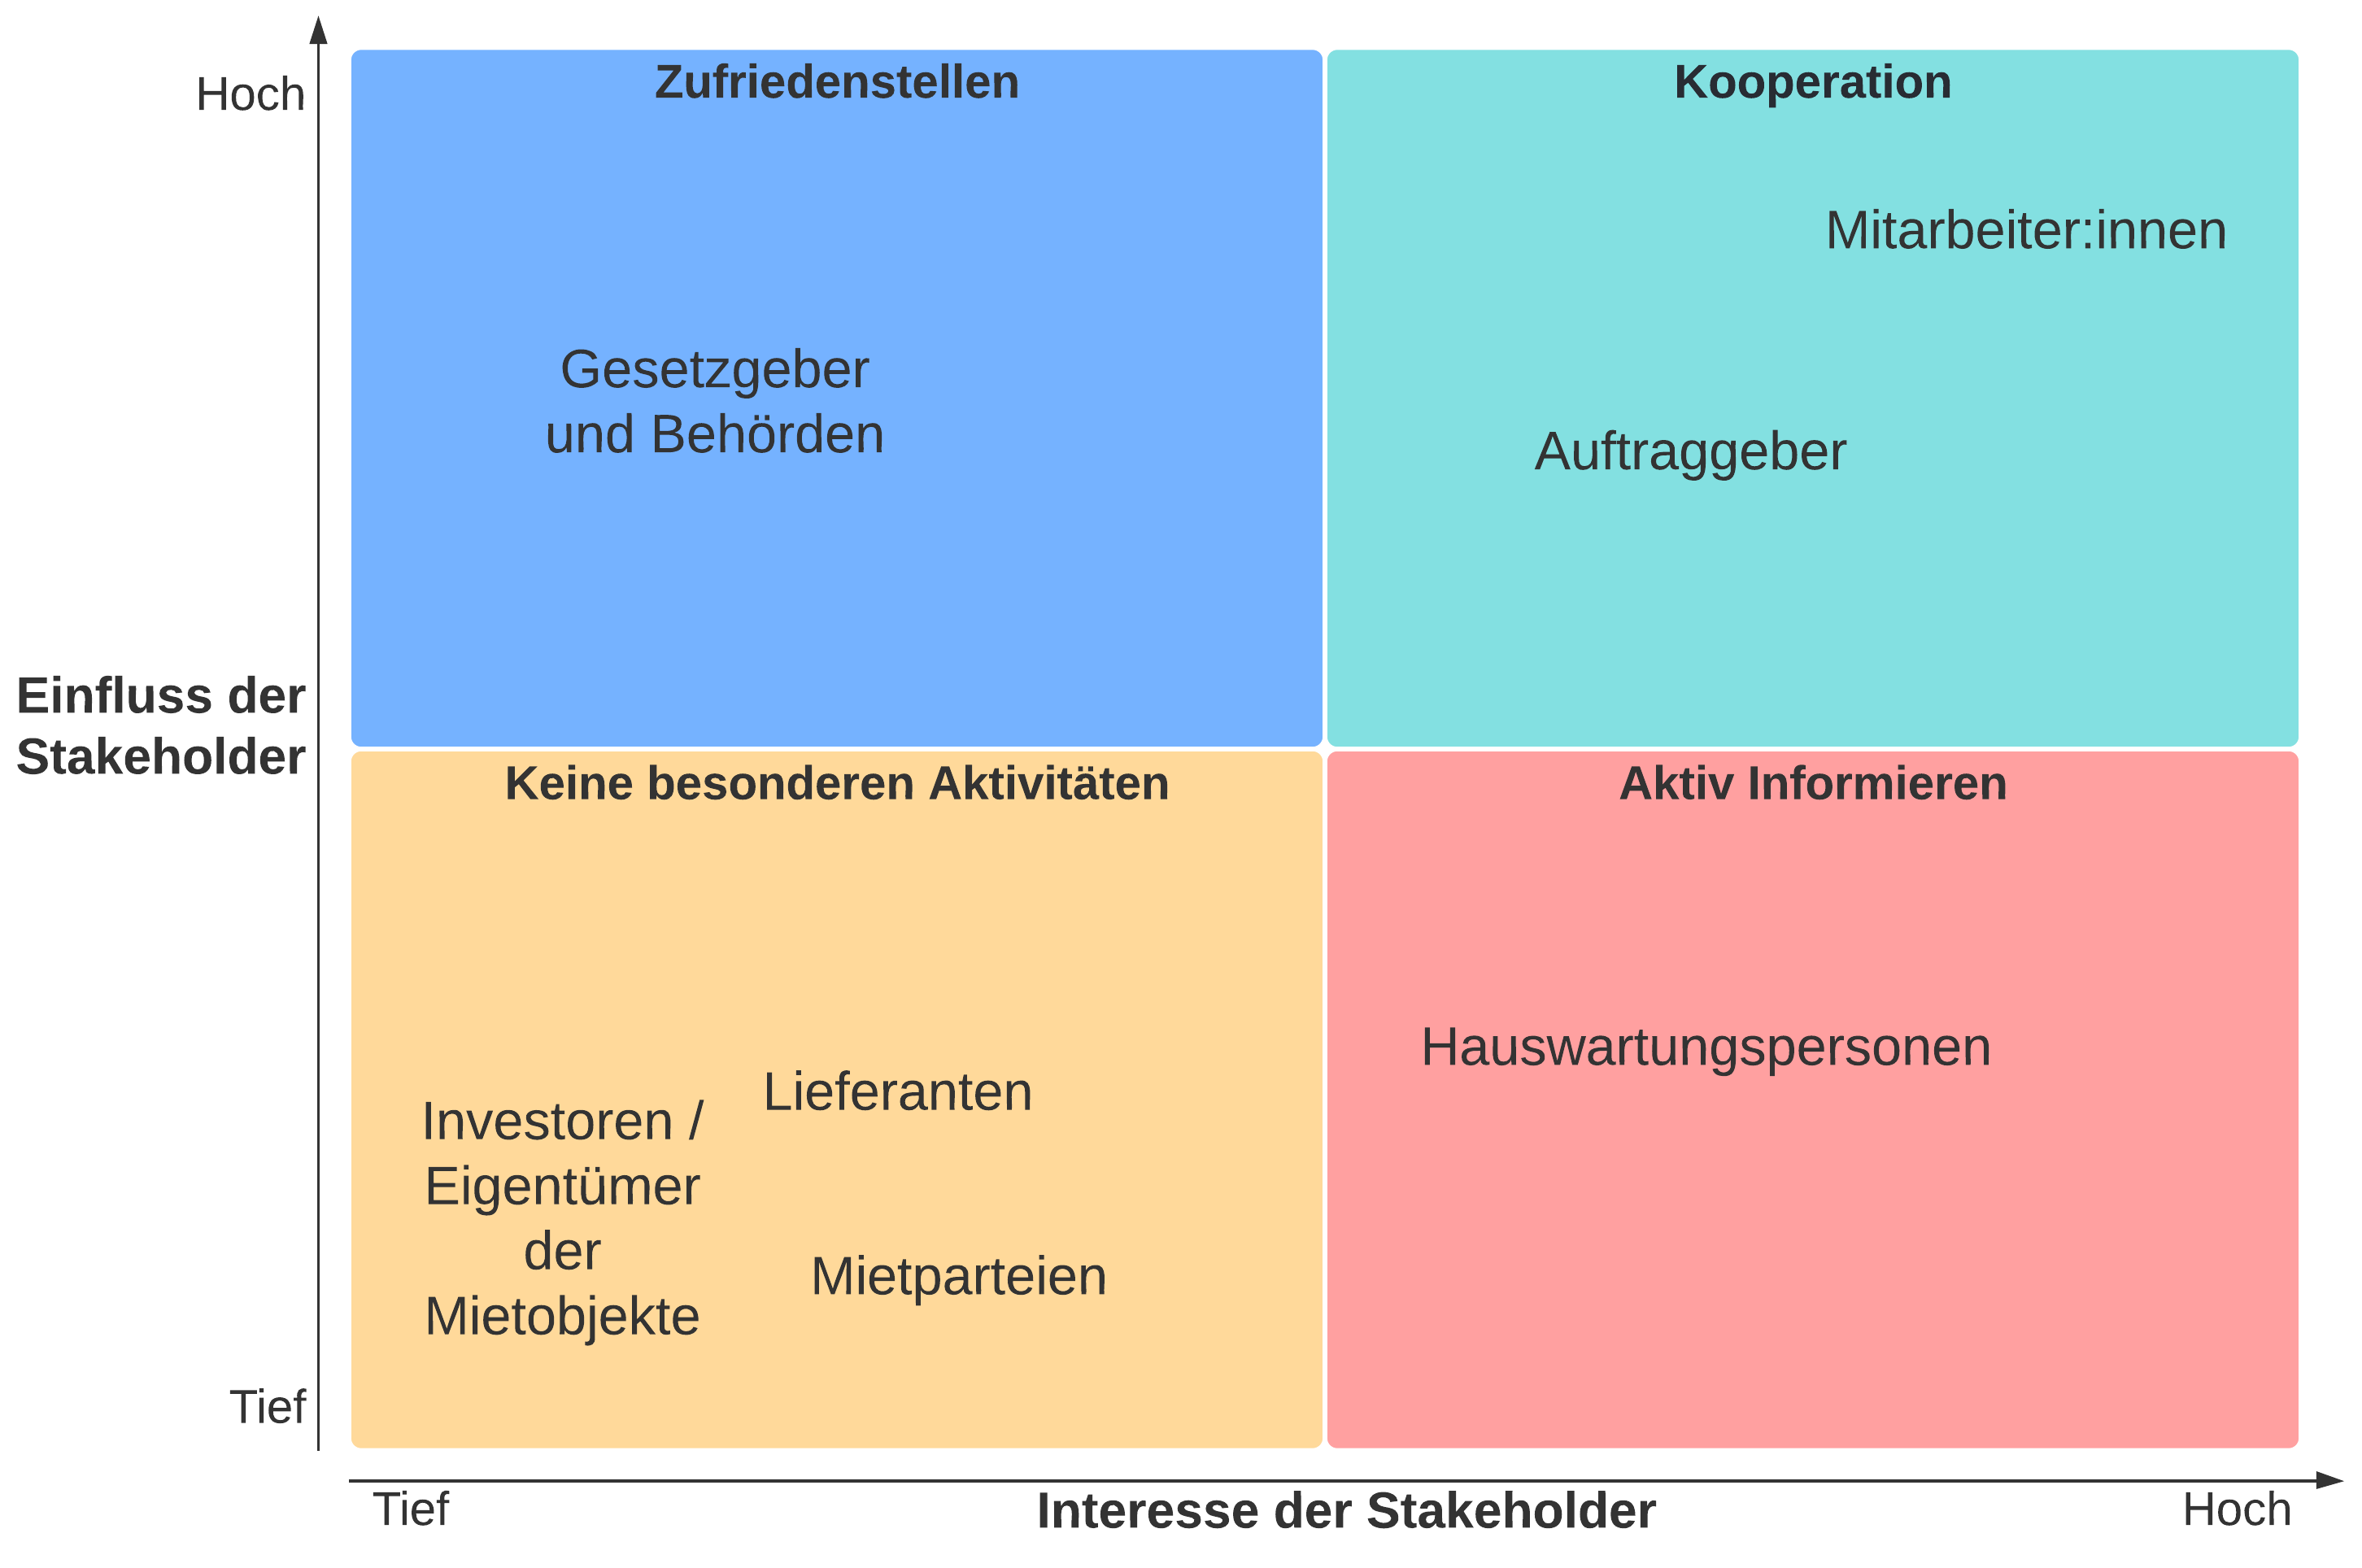 Hoch
Zufriedenstellen
Kooperation
Mitarbeiter:innen
Gesetzgeber
und Behörden
Auftraggeber
Einfluss der
Stakeholder
Keine besonderen Aktivitäten
Aktiv Informieren
Hauswartungspersonen
Lieferanten
Investoren /
Eigentümer
der
Mietobjekte
Mietparteien
Tief
Tief
Interesse der Stakeholder
Hoch